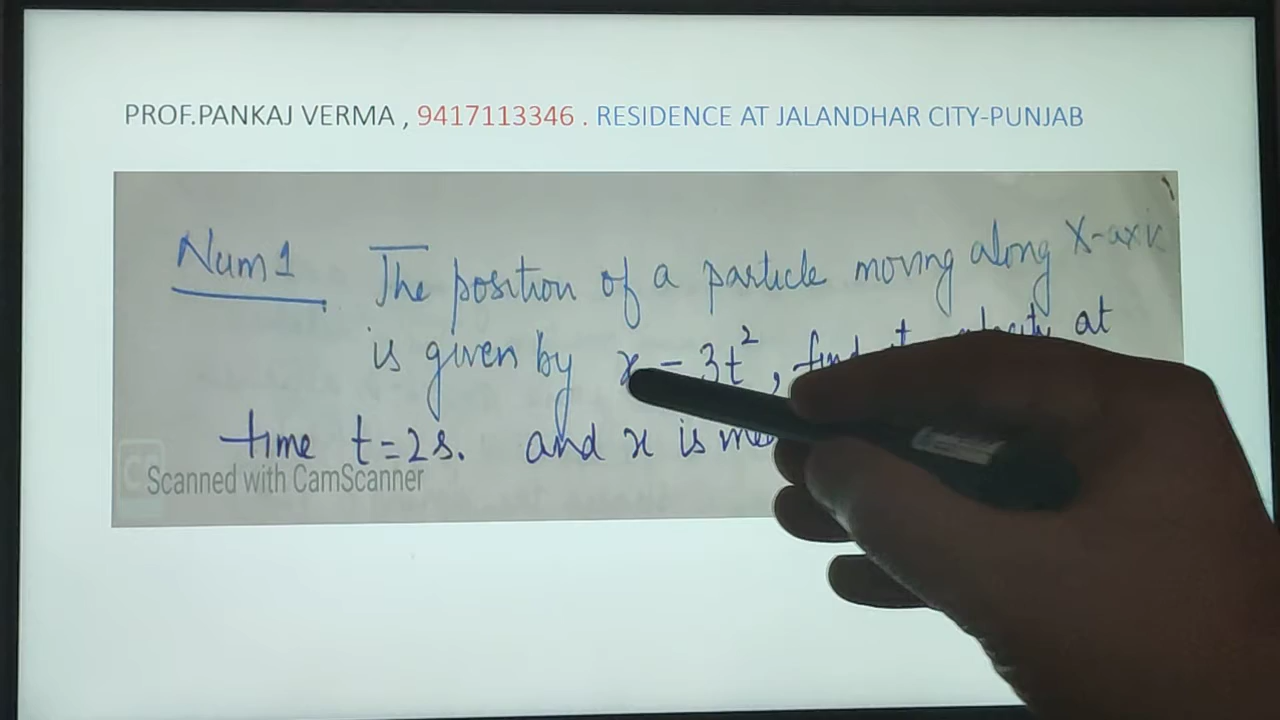 PROF.PANKAJ VERMA , 9417113346 . RESIDENCE AT JALANDHAR CITY-PUNJAB
Num 1 The position of a particle moving along X-axis
is given by x = 3t², at
time t=2s. and x is
Scanned with CamScanner